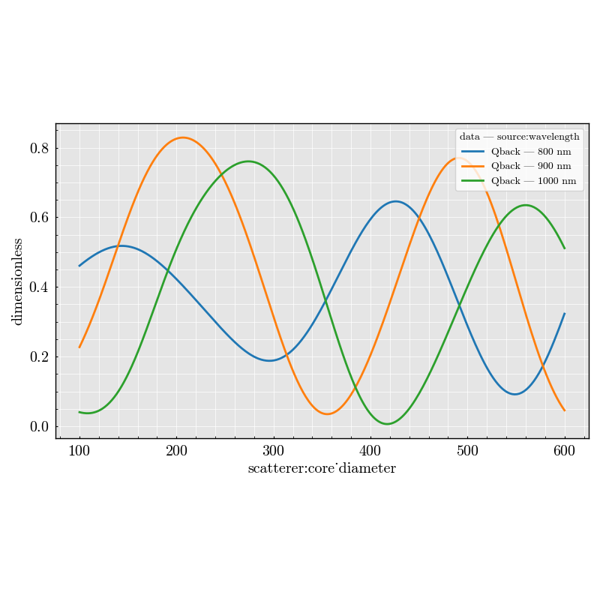 data — source:wavelength
Qback — 800 nm
Qback — 900 nm
Qback — 1000 nm
dimensionless
0.8
0.6
0.4
0.2
0.0
100 200 300 400 500 600
scatterer:core˙diameter